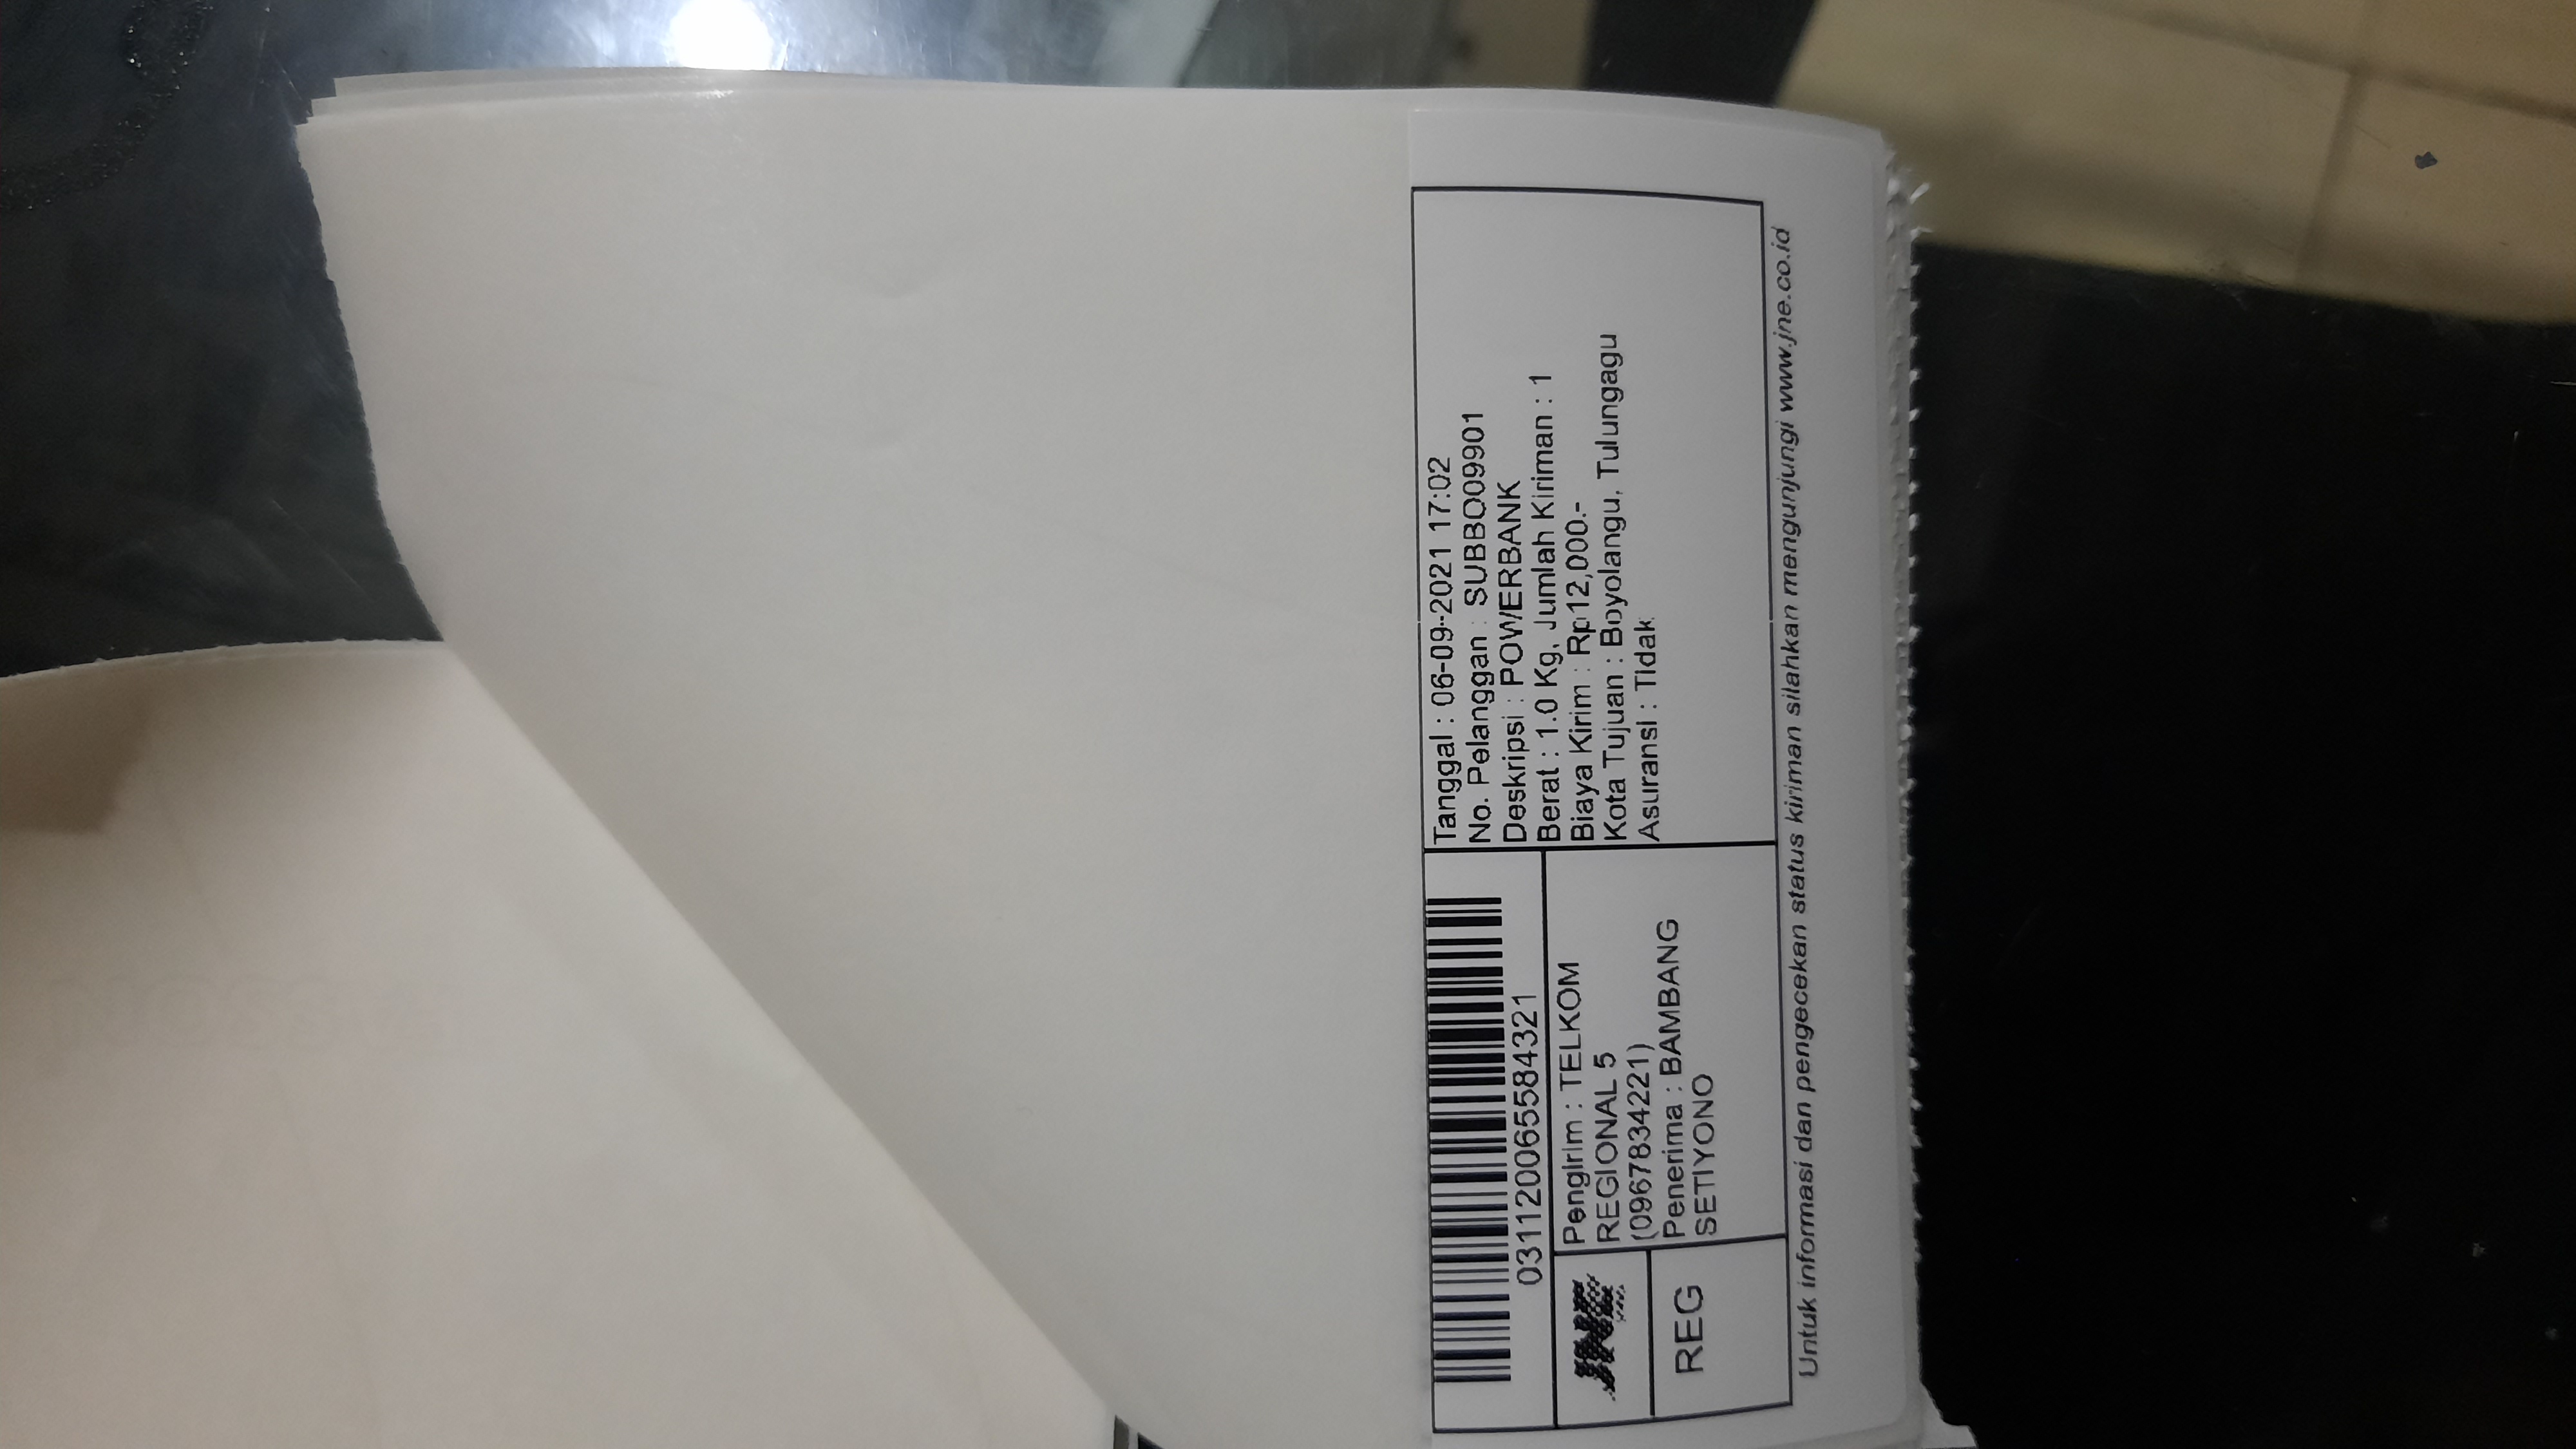 031120065584321
JNE
REG
Pengirim : TELKOM
REGIONAL 5
(0967834221)
Penerima : BAMBANG
SETIYONO
Tanggal : 06-09-2021 17:02
No. Pelanggan : SUBBO09901
Deskripsi : POWERBANK
Berat : 1.0 Kg, Jumlah Kiriman : 1
Biaya Kirim : Rp12,000.-
Kota Tujuan : Boyolangu, Tulungagu
Asuransi : Tidak
Untuk informasi dan pengecekan status kiriman silahkan mengunjungi www.jne.co.id